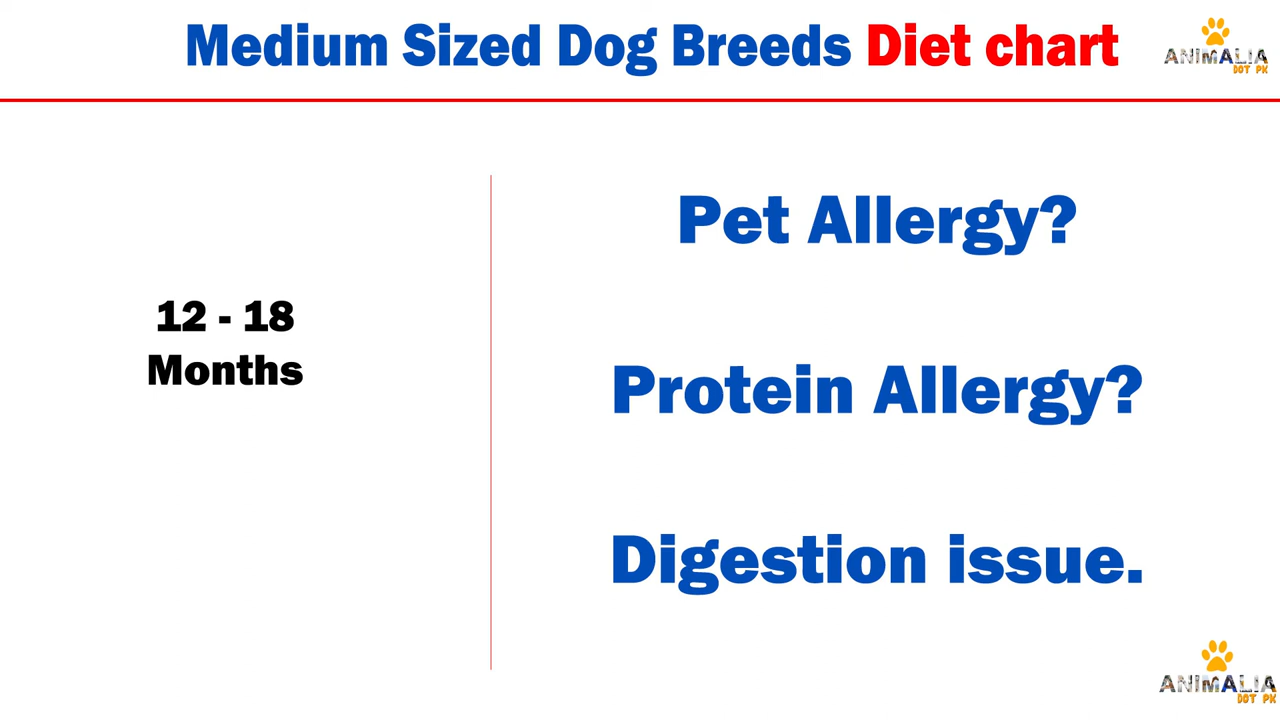 Medium Sized Dog Breeds Diet chart
ANIMALIA
DOT PK
12 - 18
Months
Pet Allergy?
Protein Allergy?
Digestion issue.
ANIMALIA
DOT PK